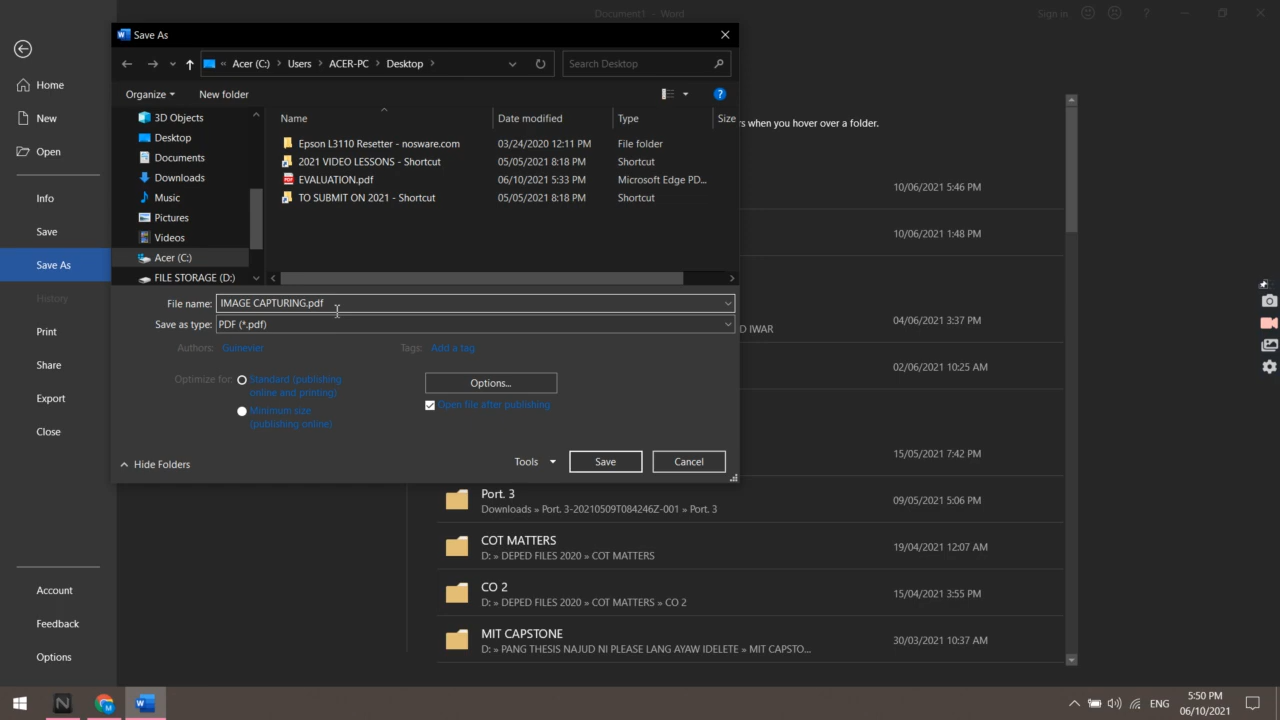 Document1 - Word
Sign in
?
Save As
Acer (C:) > Users > ACER-PC > Desktop >
Search Desktop
Organize
New folder
?
Home
New
Open
Info
Save
Save As
History
Print
Share
Export
Close
Account
Feedback
Options
3D Objects
Desktop
Documents
Downloads
Music
Pictures
Videos
Acer (C:)
FILE STORAGE (D:)
Name Date modified Type Size
Epson L3110 Resetter - nosware.com 03/24/2020 12:11 PM File folder
2021 VIDEO LESSONS - Shortcut 05/05/2021 8:18 PM Shortcut
EVALUATION.pdf 06/10/2021 5:33 PM Microsoft Edge PD...
TO SUBMIT ON 2021 - Shortcut 05/05/2021 8:18 PM Shortcut
File name: IMAGE CAPTURING.pdf
Save as type: PDF (*.pdf)
Authors: Guinevier
Tags: Add a tag
Optimize for: Standard (publishing
online and printing)
Minimum size
(publishing online)
Options...
Open file after publishing
Hide Folders
Tools
Save
Cancel
rs when you hover over a folder.
10/06/2021 5:46 PM
10/06/2021 1:48 PM
04/06/2021 3:37 PM
D IWAR
02/06/2021 10:25 AM
15/05/2021 7:42 PM
Port. 3
Downloads » Port. 3-20210509T084246Z-001 » Port. 3
09/05/2021 5:06 PM
COT MATTERS
D: » DEPED FILES 2020 » COT MATTERS
19/04/2021 12:07 AM
CO 2
D: » DEPED FILES 2020 » COT MATTERS » CO 2
15/04/2021 3:55 PM
MIT CAPSTONE
D: » PANG THESIS NAJUD NI PLEASE LANG AYAW IDELETE » MIT CAPSTO...
30/03/2021 10:37 AM
ENG
5:50 PM
06/10/2021